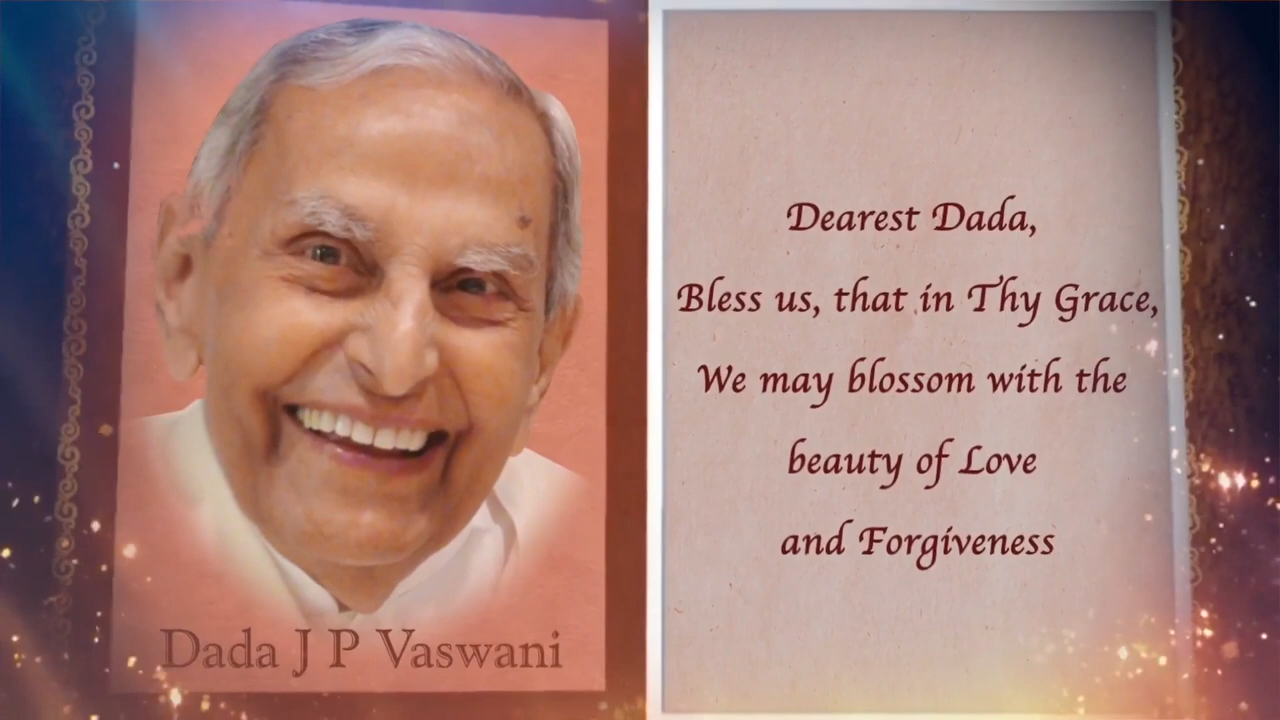 Dada J P Vaswani
Dearest Dada,
Bless us, that in Thy Grace,
We may blossom with the
beauty of Love
and Forgiveness